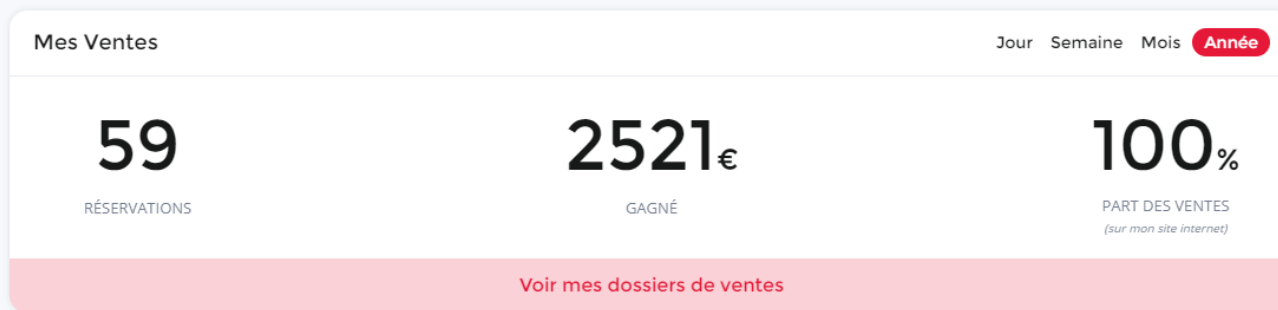 Mes Ventes
Jour Semaine Mois Année
59 2521€ 100%
RÉSERVATIONS GAGNÉ PART DES VENTES
(sur mon site internet)
Voir mes dossiers de ventes